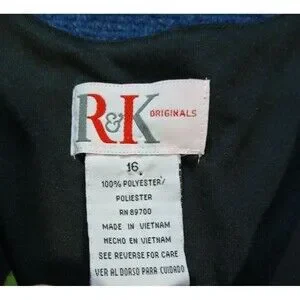 R&K ORIGINALS
16
100% POLYESTER/
POLIESTER
RN 89700
MADE IN VIETNAM
HECHO EN VIETNAM
SEE REVERSE FOR CARE
VER AL DORSO PARA CUIDADO